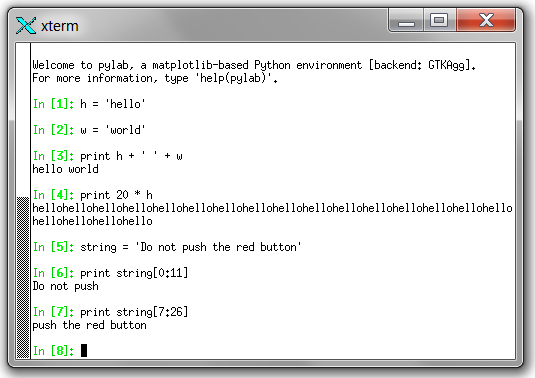 xterm
Welcome to pylab, a matplotlib-based Python environment [backend: GTKAgg].
For more information, type 'help(pylab)'.
In [1]: h = 'hello'
In [2]: w = 'world'
In [3]: print h + ' ' + w
hello world
In [4]: print 20 * h
hellohellohellohellohellohellohellohellohellohellohellohellohellohellohellohello
hellohellohellohello
In [5]: string = 'Do not push the red button'
In [6]: print string[0:11]
Do not push
In [7]: print string[7:26]
push the red button
In [8]: